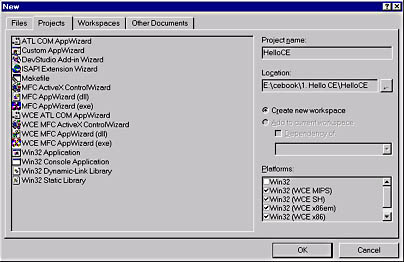 New
Files
Projects
Workspaces
Other Documents
ATL COM AppWizard
Custom AppWizard
DevStudio Add-in Wizard
ISAPI Extension Wizard
Makefile
MFC ActiveX ControlWizard
MFC AppWizard (dll)
MFC AppWizard (exe)
WCE ATL COM AppWizard
WCE MFC ActiveX ControlWizard
WCE MFC AppWizard (dll)
WCE MFC AppWizard (exe)
Win32 Application
Win32 Console Application
Win32 Dynamic-Link Library
Win32 Static Library
Project name:
HelloCE
Location:
E:\cebook\1. Hello CE\HelloCE
...
Create new workspace
Add to current workspace
Dependency of
Platforms:
Win32
Win32 (WCE MIPS)
Win32 (WCE SH)
Win32 (WCE x86em)
Win32 (WCE x86)
OK
Cancel